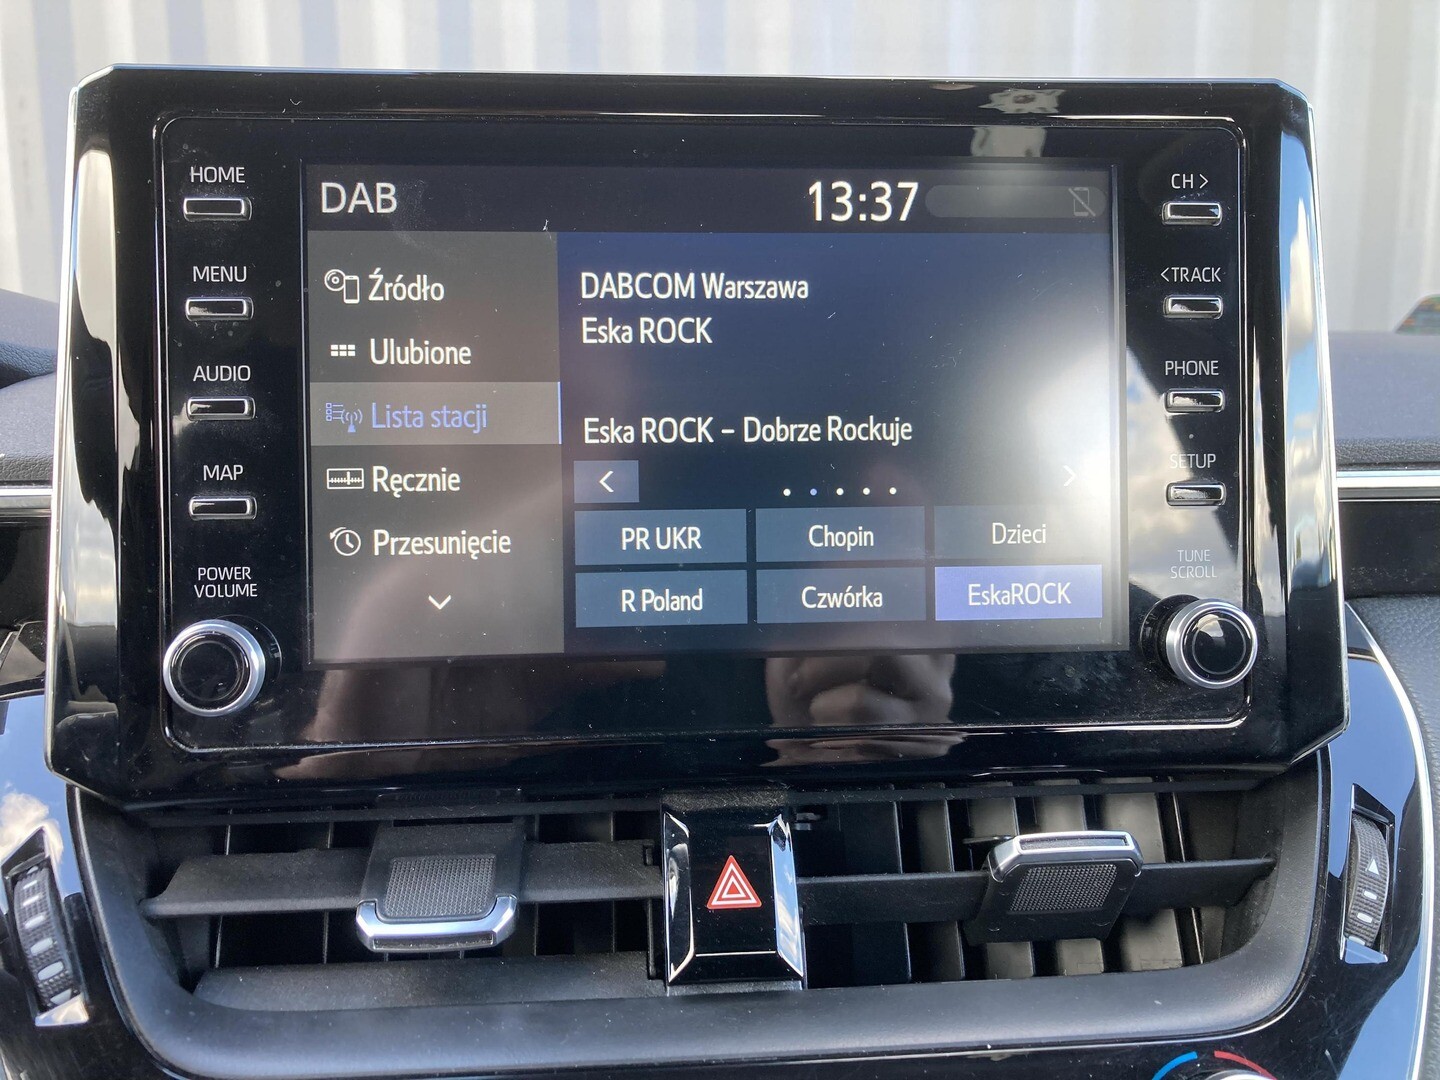 HOME
MENU
AUDIO
MAP
POWER
VOLUME
DAB
13:37
Źródło
Ulubione
Lista stacji
Ręcznie
Przesunięcie
DABCOM Warszawa
Eska ROCK
Eska ROCK – Dobrze Rockuje
PR UKR
Chopin
Dzieci
R Poland
Czwórka
EskaROCK
CH >
< TRACK
PHONE
SETUP
TUNE
SCROLL